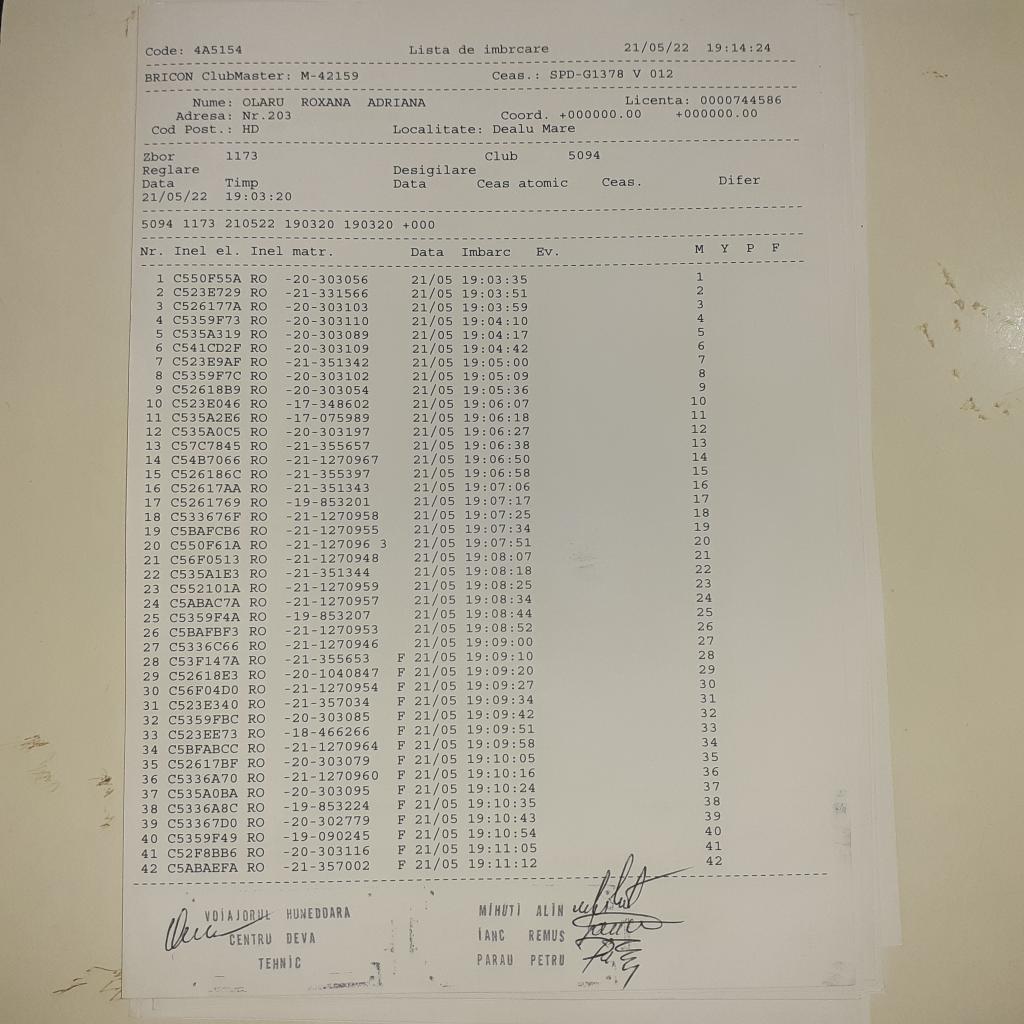 Code: 4A5154 Lista de imbrcare 21/05/22 19:14:24
BRICON ClubMaster: M-42159 Ceas.: SPD-G1378 V 012
Nume: OLARU ROXANA ADRIANA Licenta: 0000744586
Adresa: Nr.203 Coord. +000000.00 +000000.00
Cod Post.: HD Localitate: Dealu Mare
Zbor 1173 Club 5094
Reglare Desigilare
Data Timp Data Ceas atomic Ceas. Difer
21/05/22 19:03:20
5094 1173 210522 190320 190320 +000
Nr. Inel el. Inel matr. Data Imbarc Ev. M Y P F
1 C550F55A RO -20-303056 21/05 19:03:35 1
2 C523E729 RO -21-331566 21/05 19:03:51 2
3 C526177A RO -20-303103 21/05 19:03:59 3
4 C5359F73 RO -20-303110 21/05 19:04:10 4
5 C535A319 RO -20-303089 21/05 19:04:17 5
6 C541CD2F RO -20-303109 21/05 19:04:42 6
7 C523E9AF RO -21-351342 21/05 19:05:00 7
8 C5359F7C RO -20-303102 21/05 19:05:09 8
9 C52618B9 RO -20-303054 21/05 19:05:36 9
10 C523E046 RO -17-348602 21/05 19:06:07 10
11 C535A2E6 RO -17-075989 21/05 19:06:18 11
12 C535A0C5 RO -20-303197 21/05 19:06:27 12
13 C57C7845 RO -21-355657 21/05 19:06:38 13
14 C54B7066 RO -21-1270967 21/05 19:06:50 14
15 C526186C RO -21-355397 21/05 19:06:58 15
16 C52617AA RO -21-351343 21/05 19:07:06 16
17 C5261769 RO -19-853201 21/05 19:07:17 17
18 C533676F RO -21-1270958 21/05 19:07:25 18
19 C5BAFCB6 RO -21-1270955 21/05 19:07:34 19
20 C550F61A RO -21-127096 3 21/05 19:07:51 20
21 C56F0513 RO -21-1270948 21/05 19:08:07 21
22 C535A1E3 RO -21-351344 21/05 19:08:18 22
23 C552101A RO -21-1270959 21/05 19:08:25 23
24 C5ABAC7A RO -21-1270957 21/05 19:08:34 24
25 C5359F4A RO -19-853207 21/05 19:08:44 25
26 C5BAFBF3 RO -21-1270953 21/05 19:08:52 26
27 C5336C66 RO -21-1270946 21/05 19:09:00 27
28 C53F147A RO -21-355653 F 21/05 19:09:10 28
29 C52618E3 RO -20-1040847 F 21/05 19:09:20 29
30 C56F04D0 RO -21-1270954 F 21/05 19:09:27 30
31 C523E340 RO -21-357034 F 21/05 19:09:34 31
32 C5359FBC RO -20-303085 F 21/05 19:09:42 32
33 C523EE73 RO -18-466266 F 21/05 19:09:51 33
34 C5BFABCC RO -21-1270964 F 21/05 19:09:58 34
35 C52617BF RO -20-303079 F 21/05 19:10:05 35
36 C5336A70 RO -21-1270960 F 21/05 19:10:16 36
37 C535A0BA RO -20-303095 F 21/05 19:10:24 37
38 C5336A8C RO -19-853224 F 21/05 19:10:35 38
39 C53367D0 RO -20-302779 F 21/05 19:10:43 39
40 C5359F49 RO -19-090245 F 21/05 19:10:54 40
41 C52F8BB6 RO -20-303116 F 21/05 19:11:05 41
42 C5ABAEFA RO -21-357002 F 21/05 19:11:12 42
VOIAJORUL HUNEDOARA MIHUTI ALIN
CENTRU DEVA IANC REMUS
TEHNIC PARAU PETRU